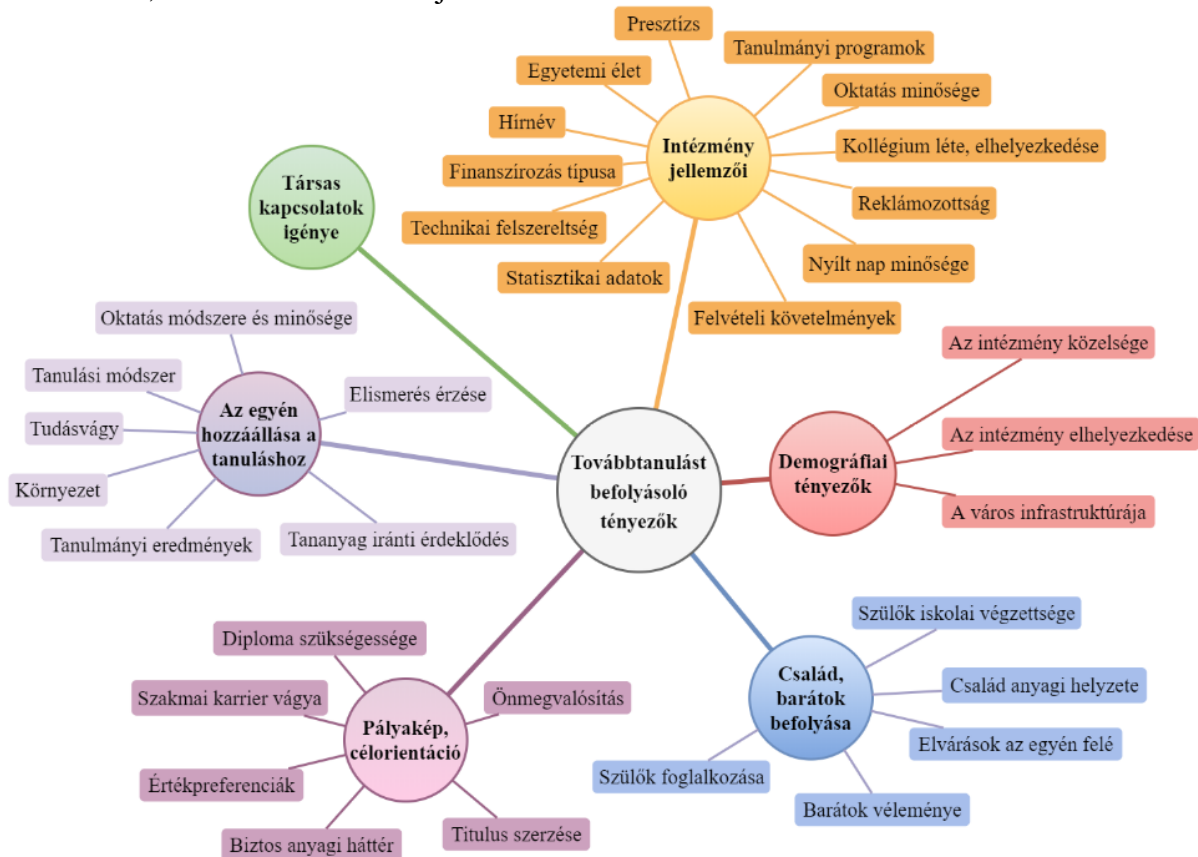 Presztízs
Tanulmányi programok
Egyetemi élet
Oktatás minősége
Hírnév
Intézmény
jellemzői
Kollégium léte, elhelyezkedése
Finanszírozás típusa
Reklámozottság
Technikai felszereltség
Nyílt nap minősége
Statisztikai adatok
Felvételi követelmények
Társas
kapcsolatok
igénye
Oktatás módszere és minősége
Tanulási módszer
Elismerés érzése
Tudásvágy
Az egyén
hozzáállása a
tanuláshoz
Környezet
Tanulmányi eredmények
Tananyag iránti érdeklődés
Továbbtanulást
befolyásoló
tényezők
Az intézmény közelsége
Az intézmény elhelyezkedése
Demográfiai
tényezők
A város infrastruktúrája
Diploma szükségessége
Szakmai karrier vágya
Önmegvalósítás
Pályakép,
célorientáció
Értékpreferenciák
Biztos anyagi háttér
Titulus szerzése
Szülők iskolai végzettsége
Család,
barátok
befolyása
Család anyagi helyzete
Elvárások az egyén felé
Szülők foglalkozása
Barátok véleménye